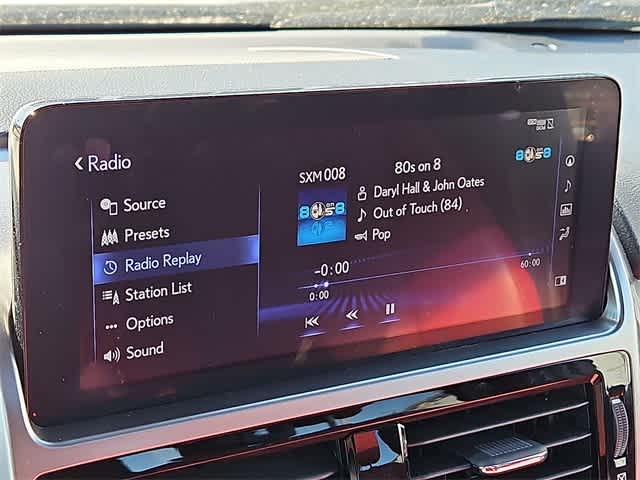 Radio
Source
Presets
Radio Replay
Station List
Options
Sound
SXM 008
80s on 8
Daryl Hall & John Oates
Out of Touch (84)
Pop
-0:00
0:00
60:00